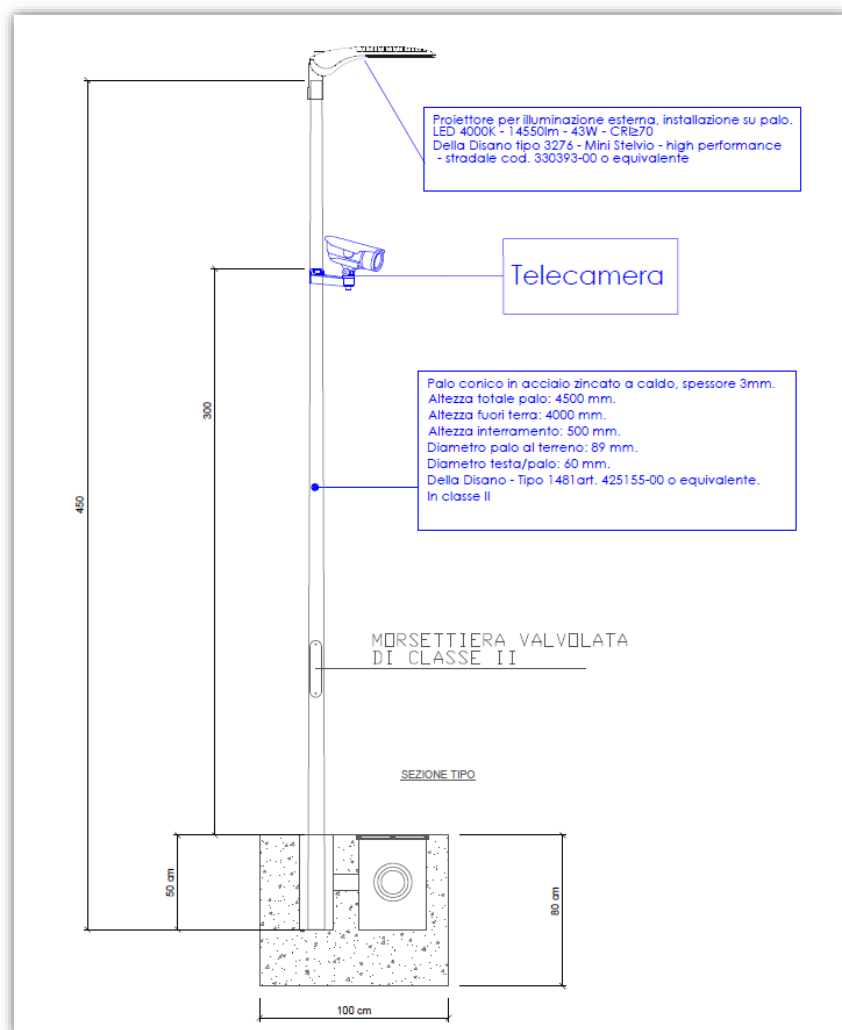 Proiettore per illuminazione esterna, installazione su palo.
LED 4000K - 14550lm - 43W - CRI≥70
Della Disano tipo 3276 - Mini Stelvio - high performance
- stradale cod. 330393-00 o equivalente
Telecamera
Palo conico in acciaio zincato a caldo, spessore 3mm.
Altezza totale palo: 4500 mm.
Altezza fuori terra: 4000 mm.
Altezza interramento: 500 mm.
Diametro palo al terreno: 89 mm.
Diametro testa/palo: 60 mm.
Della Disano - Tipo 1481art. 425155-00 o equivalente.
In classe II
300
450
MORSETTIERA VALVOLATA
DI CLASSE II
SEZIONE TIPO
50 cm
80 cm
100 cm